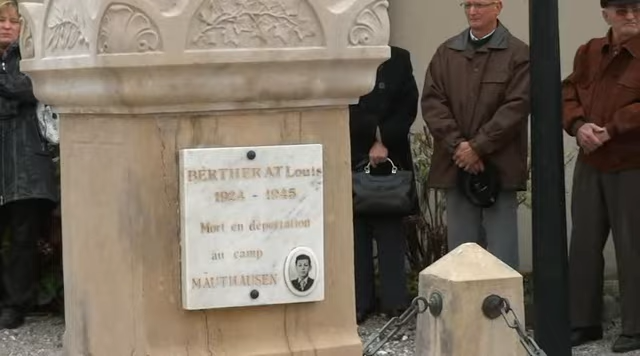 BERTHERAT Louis
1924 - 1945
Mort en déportation
au camp
MAUTHAUSEN